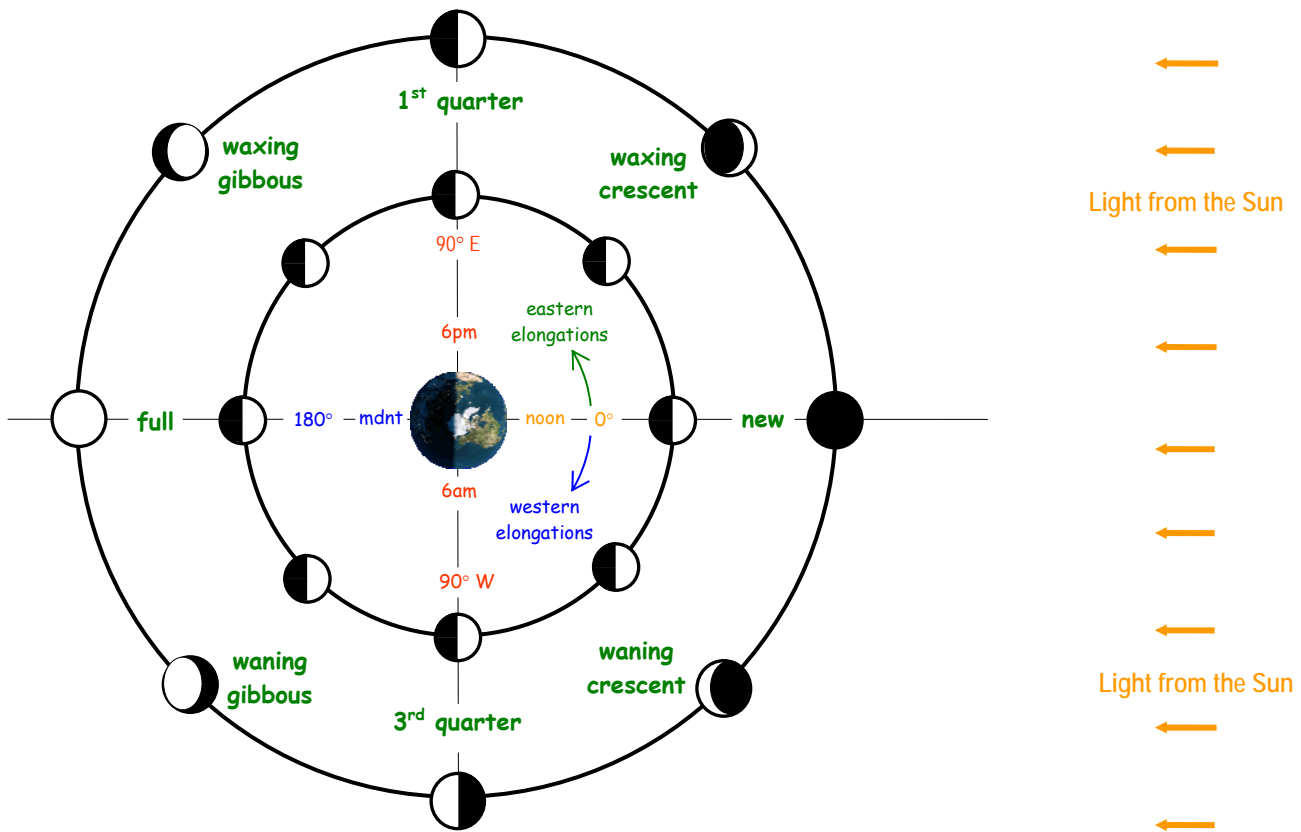 1st quarter
waxing
gibbous
waxing
crescent
Light from the Sun
90° E
eastern
elongations
6pm
full
180°
mdnt
noon
0°
new
6am
western
elongations
90° W
waning
gibbous
waning
crescent
Light from the Sun
3rd quarter